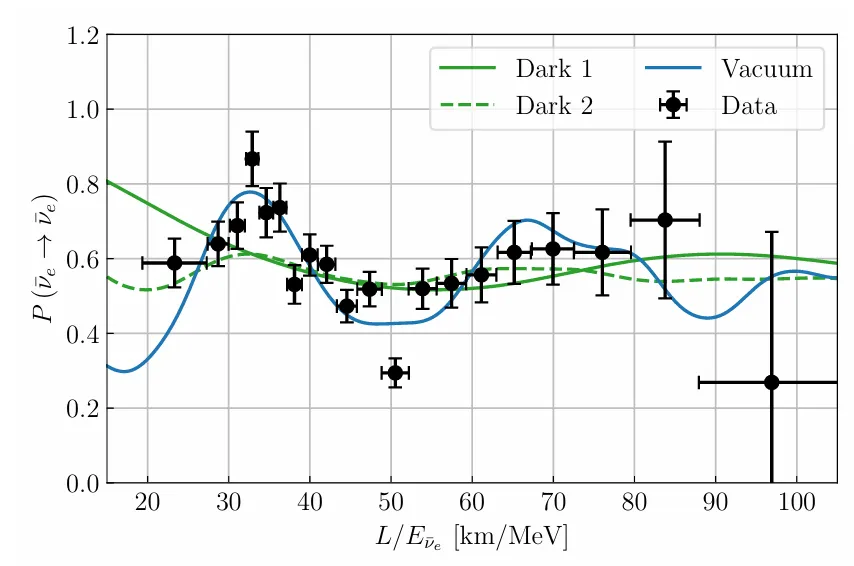 1.2
1.0
0.8
0.6
0.4
0.2
0.0
P (ν̄ₑ → ν̄ₑ)
Dark 1
Dark 2
Vacuum
Data
20 30 40 50 60 70 80 90 100
L/E_ν̄ₑ [km/MeV]